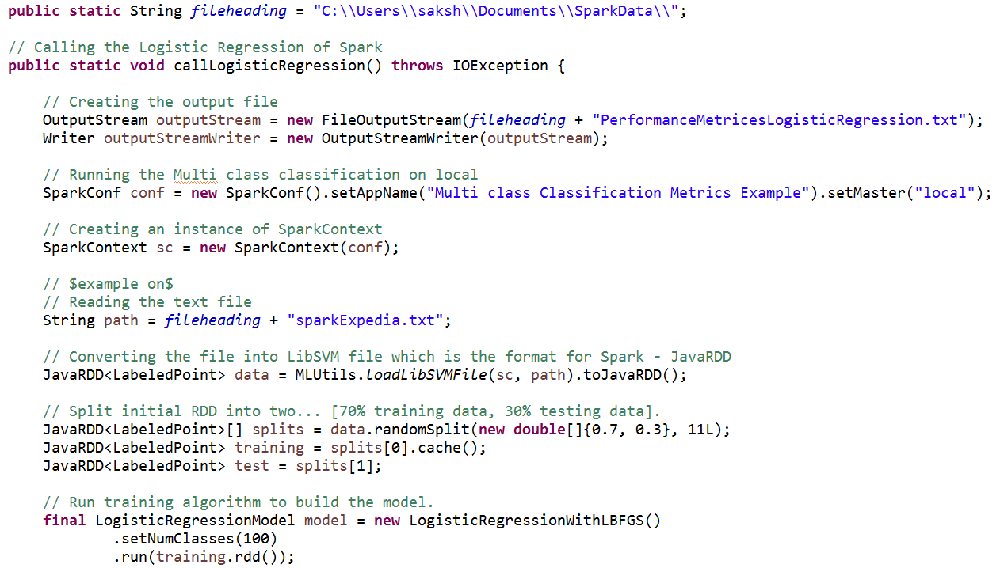 public static String fileheading = "C:\\Users\\saksh\\Documents\\SparkData\\";

// Calling the Logistic Regression of Spark
public static void callLogisticRegression() throws IOException {

    // Creating the output file
    OutputStream outputStream = new FileOutputStream(fileheading + "PerformanceMetricesLogisticRegression.txt");
    Writer outputStreamWriter = new OutputStreamWriter(outputStream);

    // Running the Multi class classification on local
    SparkConf conf = new SparkConf().setAppName("Multi class Classification Metrics Example").setMaster("local");

    // Creating an instance of SparkContext
    SparkContext sc = new SparkContext(conf);

    // $example on$
    // Reading the text file
    String path = fileheading + "sparkExpedia.txt";

    // Converting the file into LibSVM file which is the format for Spark - JavaRDD
    JavaRDD<LabeledPoint> data = MLUtils.loadLibSVMFile(sc, path).toJavaRDD();

    // Split initial RDD into two... [70% training data, 30% testing data].
    JavaRDD<LabeledPoint>[] splits = data.randomSplit(new double[]{0.7, 0.3}, 11L);
    JavaRDD<LabeledPoint> training = splits[0].cache();
    JavaRDD<LabeledPoint> test = splits[1];

    // Run training algorithm to build the model.
    final LogisticRegressionModel model = new LogisticRegressionWithLBFGS()
            .setNumClasses(100)
            .run(training.rdd());